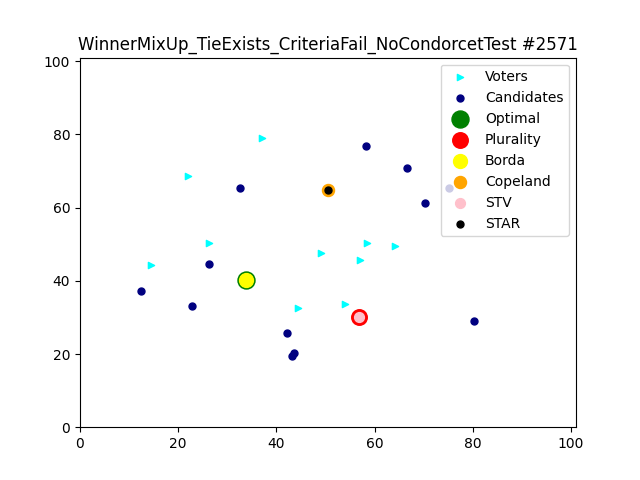 WinnerMixUp_TieExists_CriteriaFail_NoCondorcetTest #2571
100
80
60
40
20
0
0 20 40 60 80 100
Voters
Candidates
Optimal
Plurality
Borda
Copeland
STV
STAR